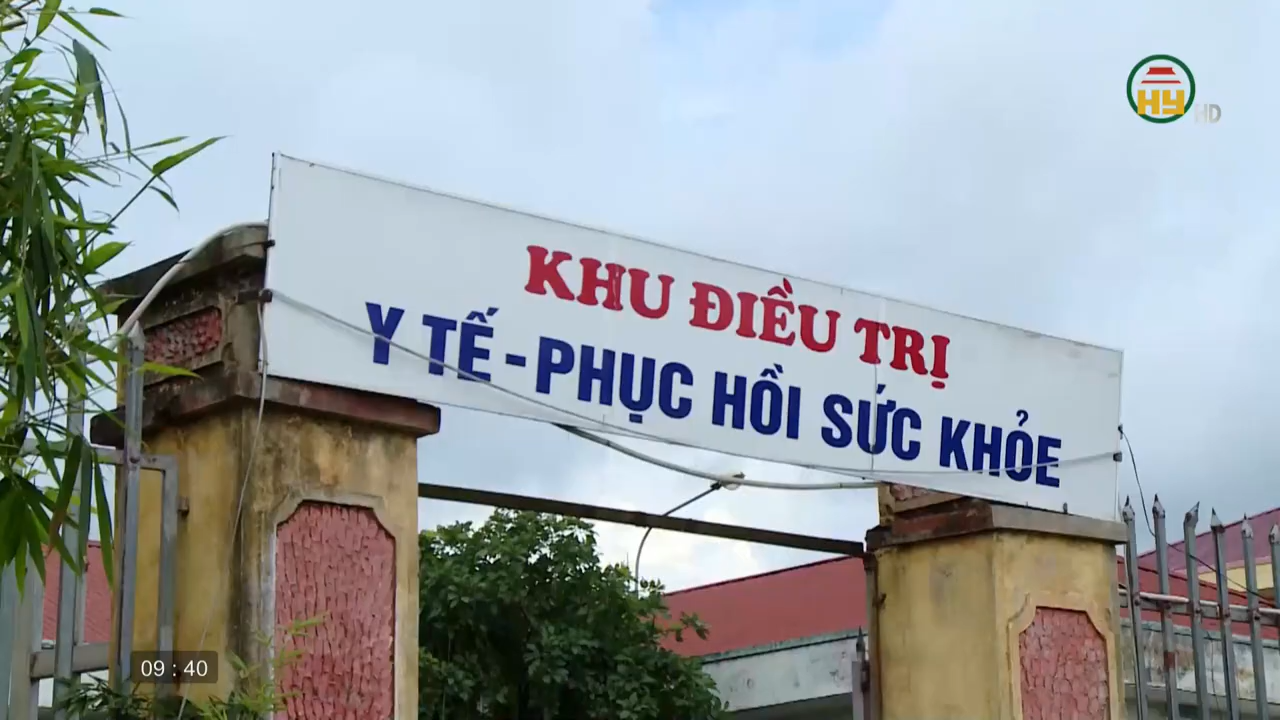 HY HD
KHU ĐIỀU TRỊ
Y TẾ - PHỤC HỒI SỨC KHỎE
09 : 40